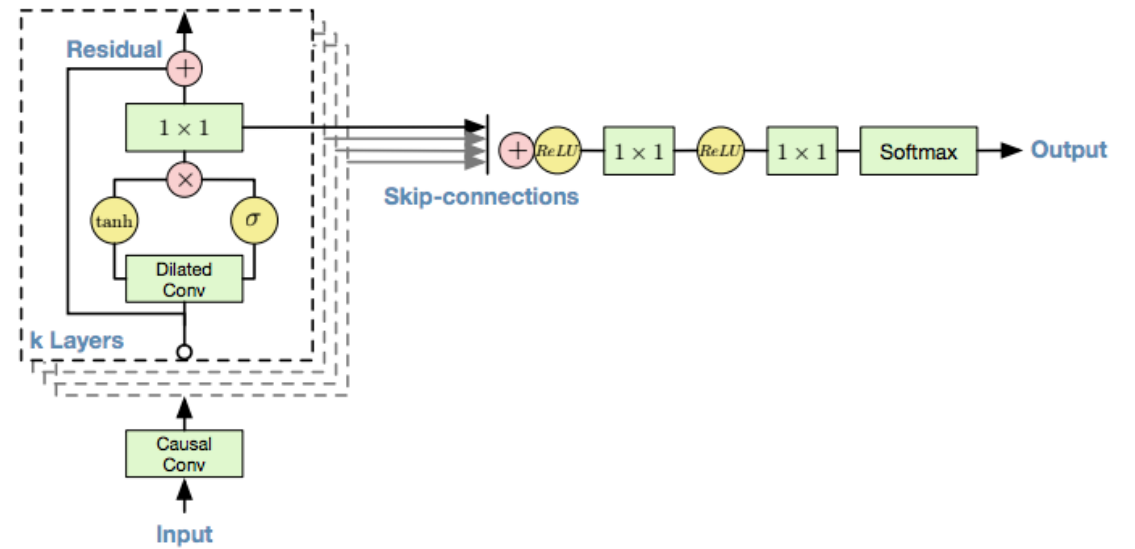 Residual
+
1 × 1
×
tanh
σ
Dilated
Conv
k Layers
Causal
Conv
Input
Skip-connections
+
ReLU
1 × 1
ReLU
1 × 1
Softmax
Output